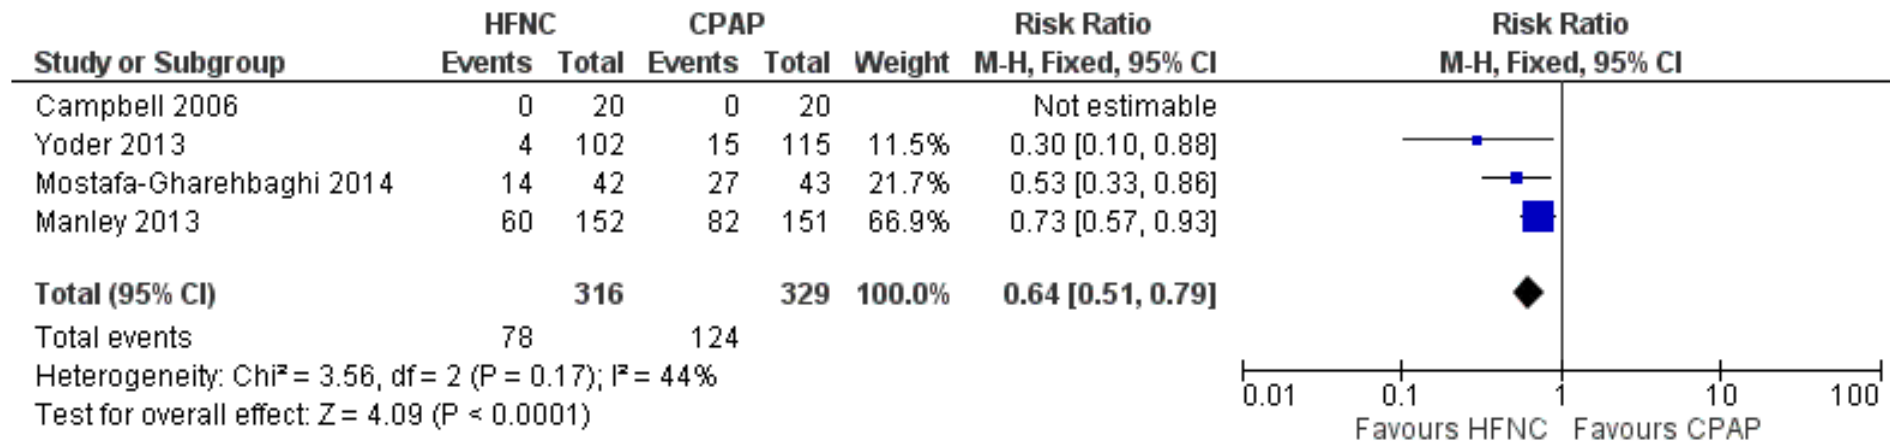 HFNC CPAP Risk Ratio Risk Ratio
Study or Subgroup Events Total Events Total Weight M-H, Fixed, 95% CI M-H, Fixed, 95% CI
Campbell 2006 0 20 0 20 Not estimable
Yoder 2013 4 102 15 115 11.5% 0.30 [0.10, 0.88]
Mostafa-Gharehbaghi 2014 14 42 27 43 21.7% 0.53 [0.33, 0.86]
Manley 2013 60 152 82 151 66.9% 0.73 [0.57, 0.93]
Total (95% CI) 316 329 100.0% 0.64 [0.51, 0.79]
Total events 78 124
Heterogeneity: Chi² = 3.56, df = 2 (P = 0.17); I² = 44%
Test for overall effect: Z = 4.09 (P < 0.0001)
0.01 0.1 1 10 100
Favours HFNC Favours CPAP